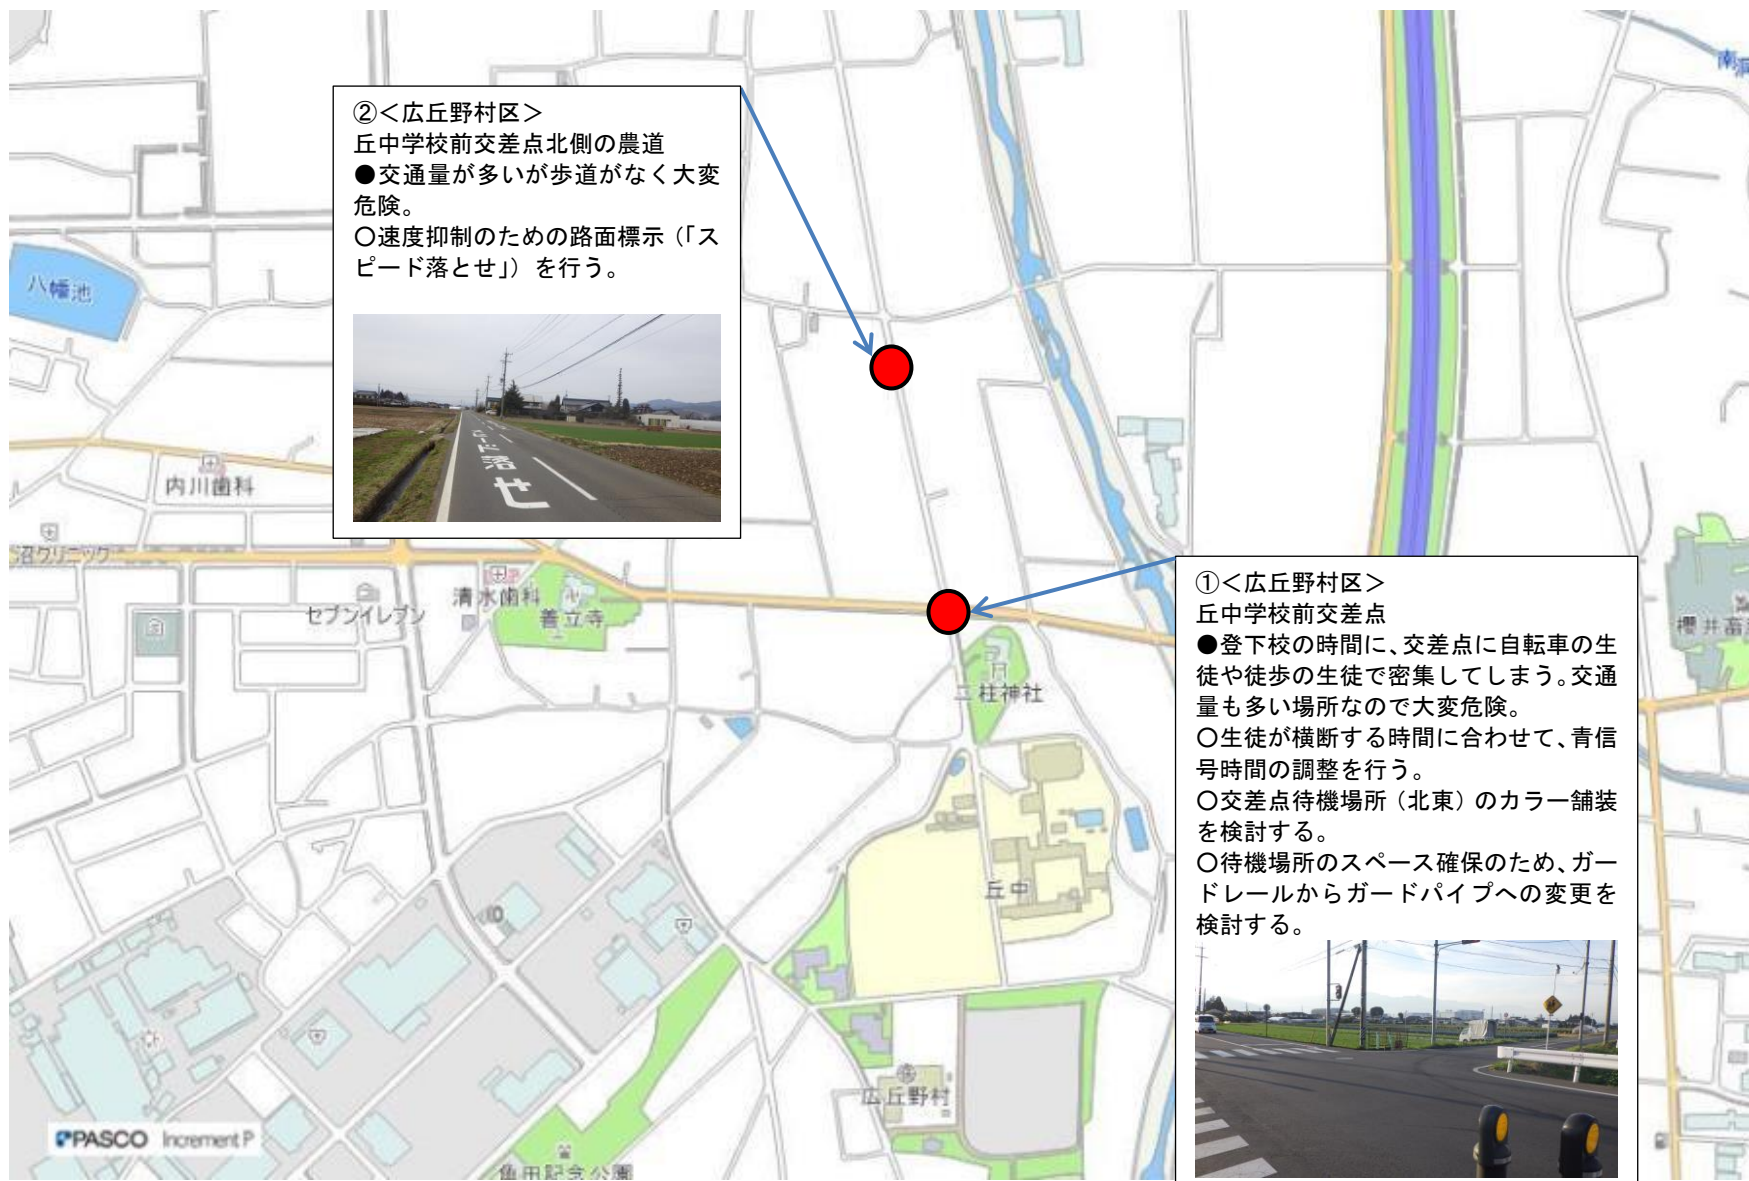 ②<広丘野村区>
丘中学校前交差点北側の農道
●交通量が多いが歩道がなく大変
危険。
○速度抑制のための路面標示(「ス
ピード落とせ」)を行う。
南
八幡池
内川歯科
沼クリニック
セブンイレブン
清水歯科
善立寺
①<広丘野村区>
丘中学校前交差点
●登下校の時間に、交差点に自転車の生
徒や徒歩の生徒で密集してしまう。交通
量も多い場所なので大変危険。
○生徒が横断する時間に合わせて、青信
号時間の調整を行う。
○交差点待機場所(北東)のカラー舗装
を検討する。
○待機場所のスペース確保のため、ガー
ドレールからガードパイプへの変更を
検討する。
櫻井
二柱神社
丘中
広丘野村
角田記念公園
PASCO Increment P